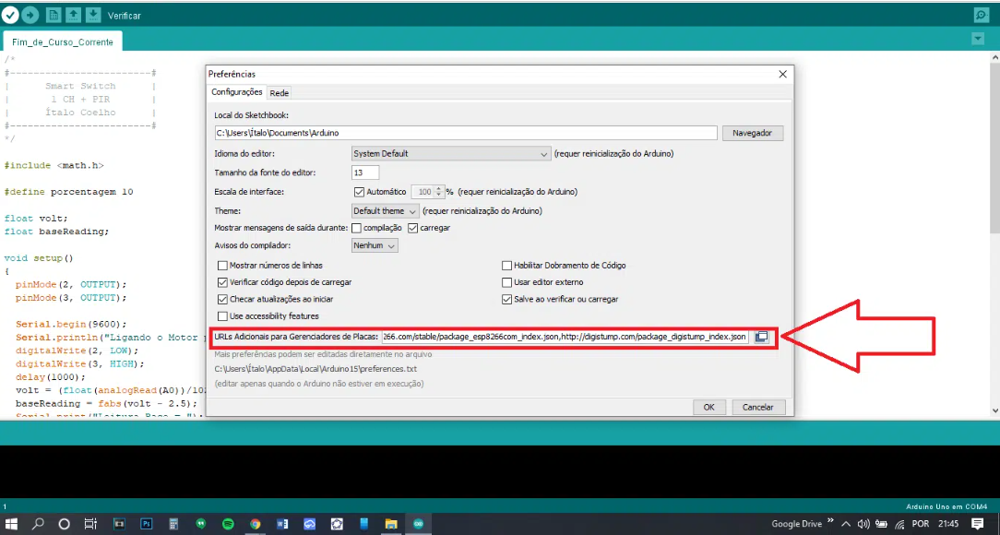 Verificar
Fim_de_Curso_Corrente
/*
#-----------------------#
| Smart Switch |
| 1 CH + PIR |
| Ítalo Coelho |
#-----------------------#
*/
#include <math.h>
#define porcentagem 10
float volt;
float baseReading;
void setup()
{
pinMode(2, OUTPUT);
pinMode(3, OUTPUT);
Serial.begin(9600);
Serial.println("Ligando o Motor
digitalWrite(2, LOW);
digitalWrite(3, HIGH);
delay(1000);
volt = (float(analogRead(A0))/10
baseReading = fabs(volt - 2.5);
Serial.print("Leitura Base = ");
Preferências
Configurações Rede
Local do Sketchbook:
C:\Users\Ítalo\Documents\Arduino Navegador
Idioma do editor: System Default (requer reinicialização do Arduino)
Tamanho da fonte do editor: 13
Escala de interface: Automático 100 % (requer reinicialização do Arduino)
Theme: Default theme (requer reinicialização do Arduino)
Mostrar mensagens de saída durante: compilação carregar
Avisos do compilador: Nenhum
Mostrar números de linhas Habilitar Dobramento de Código
Verificar código depois de carregar Usar editor externo
Checar atualizações ao iniciar Salve ao verificar ou carregar
Use accessibility features
URLs Adicionais para Gerenciadores de Placas: 266.com/stable/package_esp8266com_index.json,http://digistump.com/package_digistump_index.json
Mais preferências podem ser editadas diretamente no arquivo
C:\Users\Ítalo\AppData\Local\Arduino15\preferences.txt
(editar apenas quando o Arduino não estiver em execução)
OK Cancelar
1 Arduino Uno em COM4
Google Drive POR 21:45